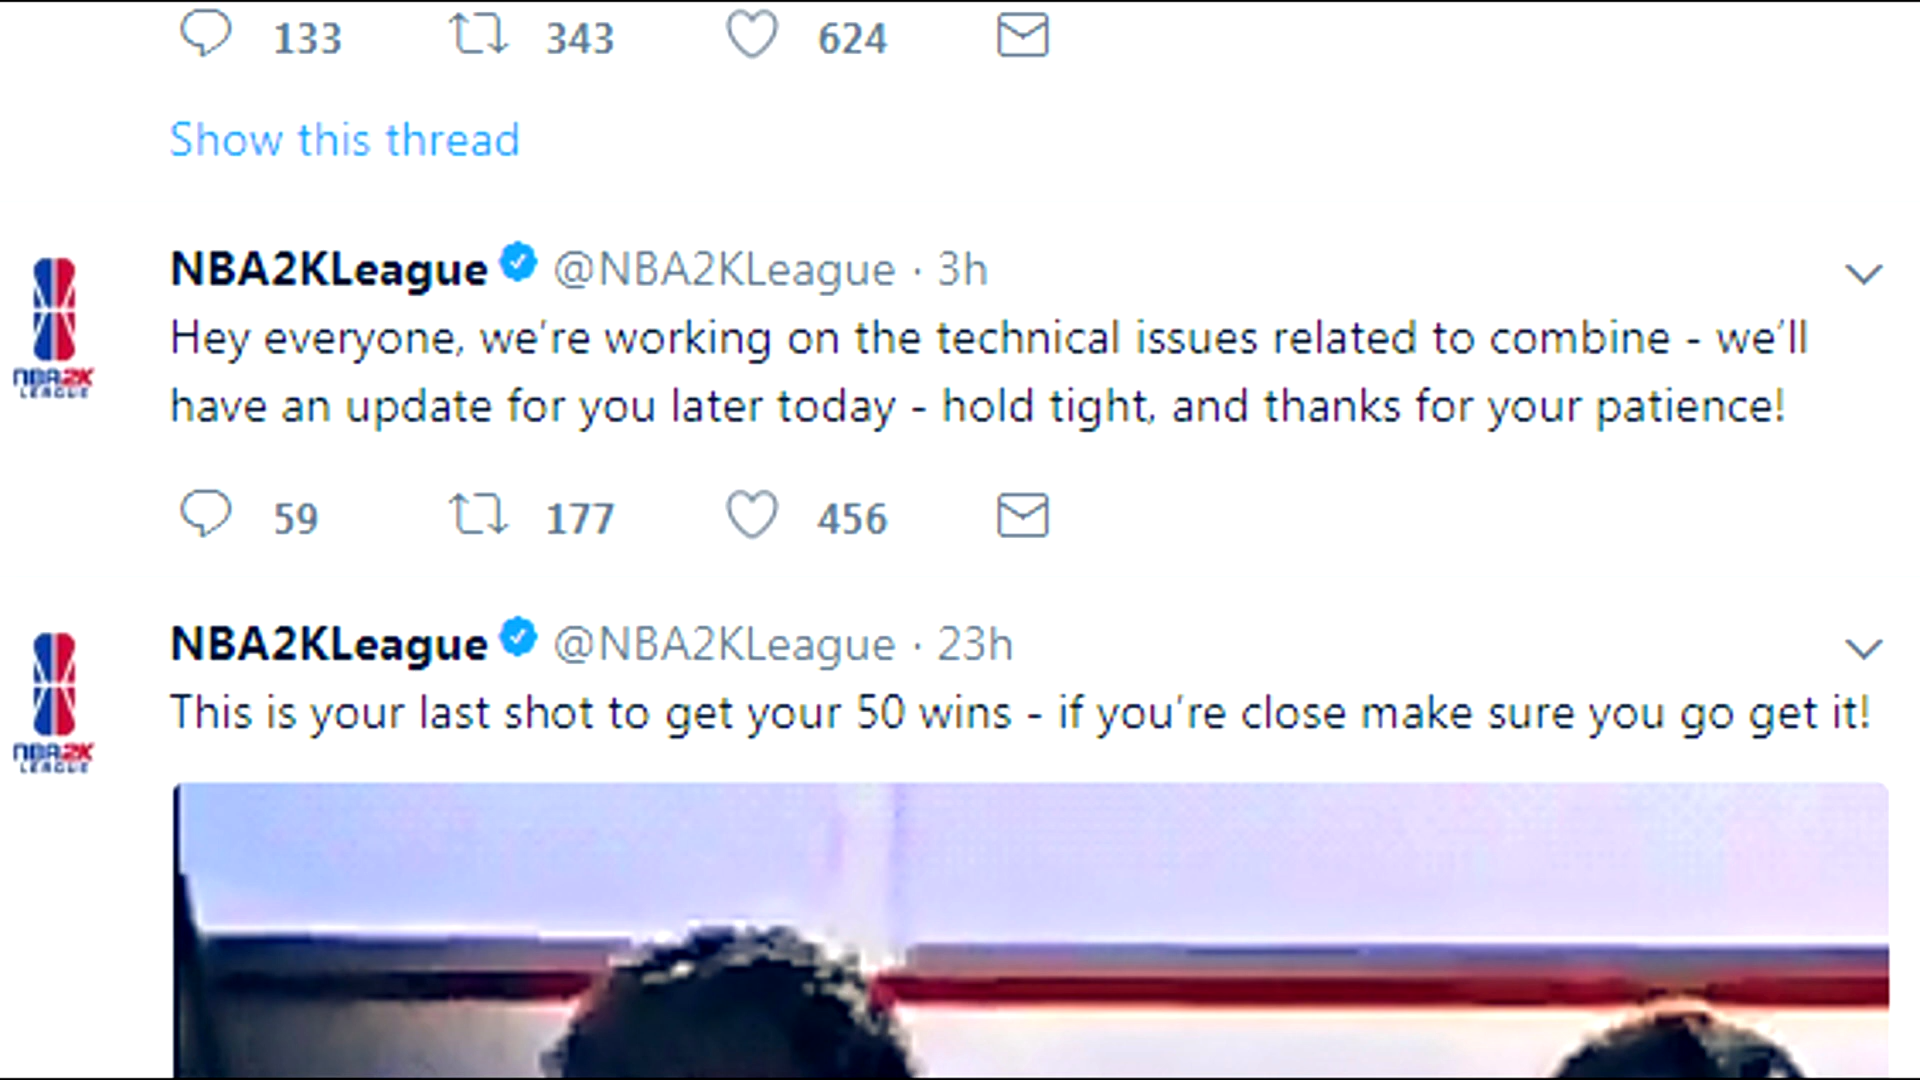 133 343 624
Show this thread
NBA2KLeague @NBA2KLeague · 3h
Hey everyone, we're working on the technical issues related to combine - we'll
have an update for you later today - hold tight, and thanks for your patience!
NBA2K
LEAGUE
59 177 456
NBA2KLeague @NBA2KLeague · 23h
This is your last shot to get your 50 wins - if you're close make sure you go get it!
NBA2K
LEAGUE